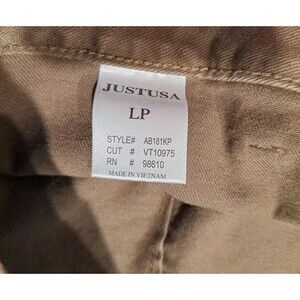 JUSTUSA
LP
STYLE# AB181KP
CUT # VT10975
RN # 98610
MADE IN VIETNAM